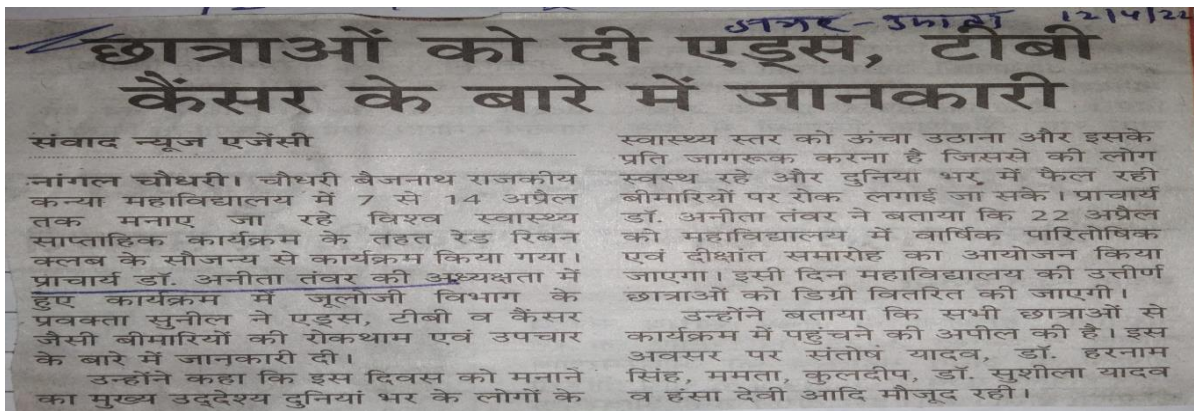 अमर-उजाला 12/4/22
छात्राओं को दी एड्स, टीबी
कैंसर के बारे में जानकारी
संवाद न्यूज एजेंसी
नांगल चौधरी। चौधरी बैजनाथ राजकीय
कन्या महाविद्यालय में 7 से 14 अप्रैल
तक मनाए जा रहे विश्व स्वास्थ्य
साप्ताहिक कार्यक्रम के तहत रेड रिबन
क्लब के सौजन्य से कार्यक्रम किया गया।
प्राचार्य डॉ. अनीता तंवर की अध्यक्षता में
हुए कार्यक्रम में जूलोजी विभाग के
प्रवक्ता सुनील ने एड्स, टीबी व कैंसर
जैसी बीमारियों की रोकथाम एवं उपचार
के बारे में जानकारी दी।
उन्होंने कहा कि इस दिवस को मनाने
का मुख्य उद्देश्य दुनियां भर के लोगों के
स्वास्थ्य स्तर को ऊंचा उठाना और इसके
प्रति जागरूक करना है जिससे की लोग
स्वस्थ रहे और दुनिया भर में फैल रही
बीमारियों पर रोक लगाई जा सके। प्राचार्य
डॉ. अनीता तंवर ने बताया कि 22 अप्रैल
को महाविद्यालय में वार्षिक पारितोषिक
एवं दीक्षांत समारोह का आयोजन किया
जाएगा। इसी दिन महाविद्यालय की उत्तीर्ण
छात्राओं को डिग्री वितरित की जाएगी।
उन्होंने बताया कि सभी छात्राओं से
कार्यक्रम में पहुंचने की अपील की है। इस
अवसर पर संतोष यादव, डॉ. हरनाम
सिंह, ममता, कुलदीप, डॉ. सुशीला यादव
व हंसा देवी आदि मौजूद रही।